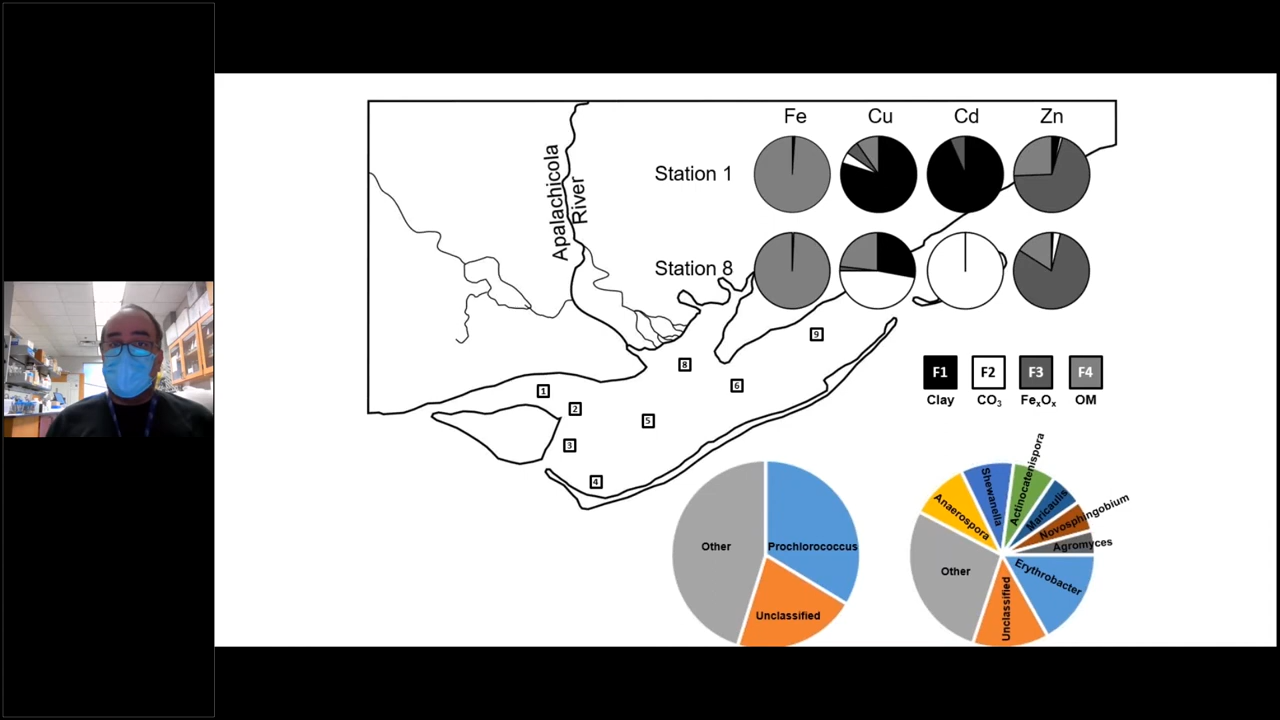 Fe Cu Cd Zn
Station 1
Apalachicola
River
Station 8
9
8
6
1
2
5
3
4
F1 F2 F3 F4
Clay CO₃ FeₓOₓ OM
Other
Prochlorococcus
Unclassified
Anaerospora
Shewanella
Actinocatenispora
Maricaulis
Novosphingobium
Agromyces
Other
Erythrobacter
Unclassified